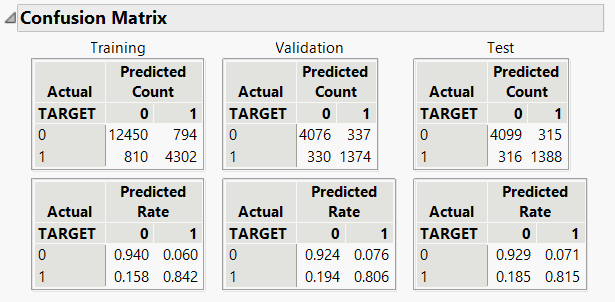 Confusion Matrix
Training Validation Test
Predicted Predicted Predicted
Actual Count Actual Count Actual Count
TARGET 0 1 TARGET 0 1 TARGET 0 1
0 12450 794 0 4076 337 0 4099 315
1 810 4302 1 330 1374 1 316 1388
Predicted Predicted Predicted
Actual Rate Actual Rate Actual Rate
TARGET 0 1 TARGET 0 1 TARGET 0 1
0 0.940 0.060 0 0.924 0.076 0 0.929 0.071
1 0.158 0.842 1 0.194 0.806 1 0.185 0.815